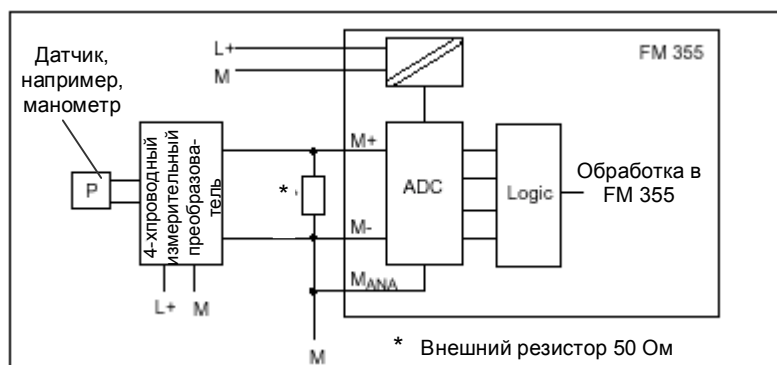 L+
M
FM 355
Датчик,
например,
манометр
P
4-хпроводный
измерительный
преобразова-
тель
L+ M
*
M+
M-
MANA
ADC
Logic
Обработка в
FM 355
M
* Внешний резистор 50 Ом